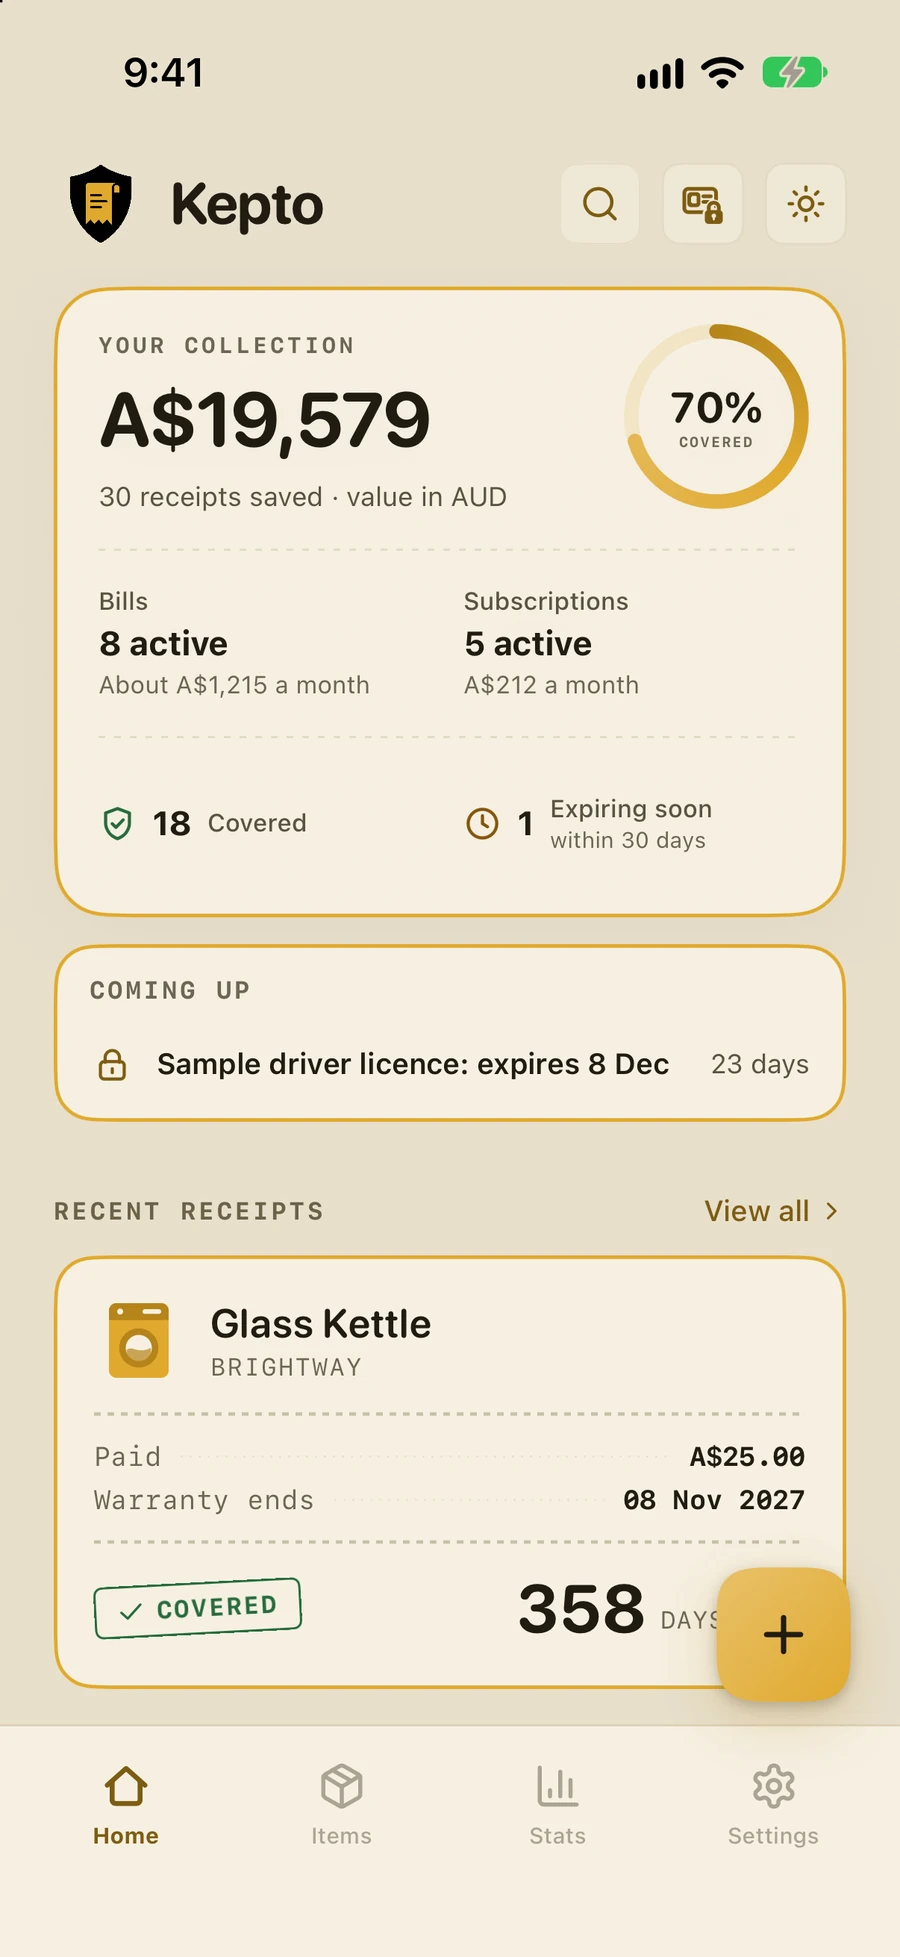 9:41
Kepto
YOUR COLLECTION
A$19,579
30 receipts saved · value in AUD
70%
COVERED
Bills
8 active
About A$1,215 a month
Subscriptions
5 active
A$212 a month
18 Covered
1 Expiring soon
within 30 days
COMING UP
Sample driver licence: expires 8 Dec 23 days
RECENT RECEIPTS View all
Glass Kettle
BRIGHTWAY
Paid A$25.00
Warranty ends 08 Nov 2027
COVERED 358 DAYS
Home Items Stats Settings